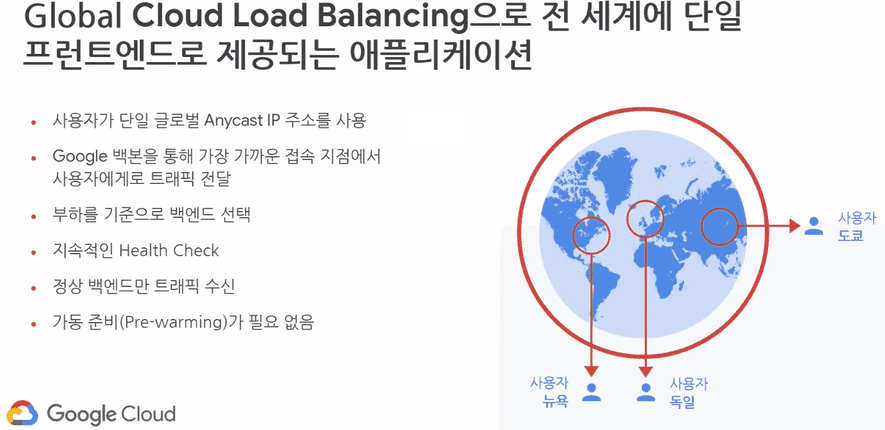 Global Cloud Load Balancing으로 전 세계에 단일
프런트엔드로 제공되는 애플리케이션
• 사용자가 단일 글로벌 Anycast IP 주소를 사용
• Google 백본을 통해 가장 가까운 접속 지점에서
사용자에게로 트래픽 전달
• 부하를 기준으로 백엔드 선택
• 지속적인 Health Check
• 정상 백엔드만 트래픽 수신
• 가동 준비(Pre-warming)가 필요 없음
사용자
도쿄
사용자
뉴욕
사용자
독일
Google Cloud